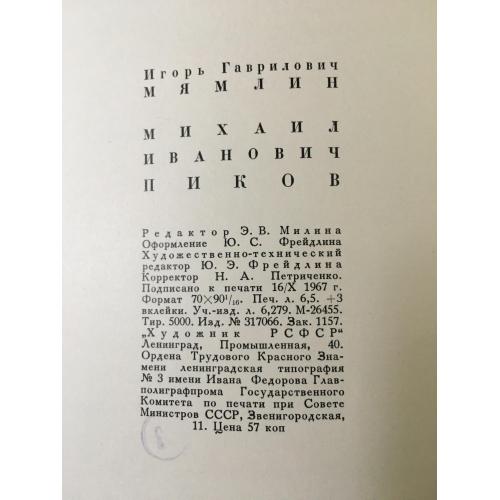 Игорь Гаврилович
МЯМЛИН
МИХАИЛ
ИВАНОВИЧ
ПИКОВ
Редактор Э. В. Милина
Оформление Ю. С. Фрейдлина
Художественно-технический
редактор Ю. Э. Фрейдлина
Корректор Н. А. Петриченко.
Подписано к печати 16/X 1967 г.
Формат 70×90¹/₁₆. Печ. л. 6,5. +3
вклейки. Уч.-изд. л. 6,279. М-26455.
Тир. 5000. Изд. № 317066. Зак. 1157.
„Художник РСФСР"
Ленинград, Промышленная, 40.
Ордена Трудового Красного Зна-
мени ленинградская типография
№ 3 имени Ивана Федорова Глав-
полиграфпрома Государственного
Комитета по печати при Совете
Министров СССР, Звенигородская,
11. Цена 57 коп